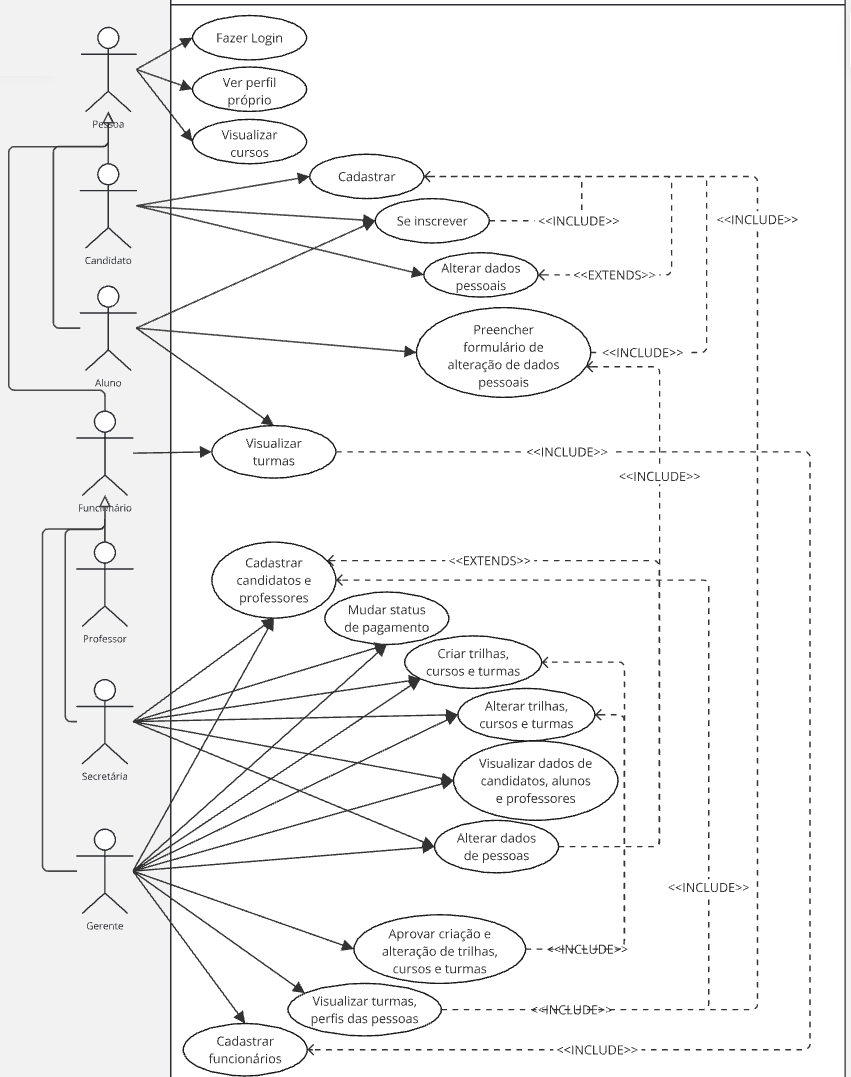 Fazer Login
Pessoa
Ver perfil
próprio
Visualizar
cursos
Cadastrar
Se inscrever
<<INCLUDE>>
<<INCLUDE>>
Candidato
Alterar dados
pessoais
<<EXTENDS>>
Preencher
formulário de
alteração de dados
pessoais
<<INCLUDE>>
Aluno
Visualizar
turmas
<<INCLUDE>>
<<INCLUDE>>
Funcionário
Cadastrar
candidatos e
professores
<<EXTENDS>>
Mudar status
de pagamento
Professor
Criar trilhas,
cursos e turmas
Alterar trilhas,
cursos e turmas
Secretária
Visualizar dados de
candidatos, alunos
e professores
Alterar dados
de pessoas
<<INCLUDE>>
Gerente
Aprovar criação e
alteração de trilhas,
cursos e turmas
<<INCLUDE>>
Visualizar turmas,
perfis das pessoas
<<INCLUDE>>
Cadastrar
funcionários
<<INCLUDE>>